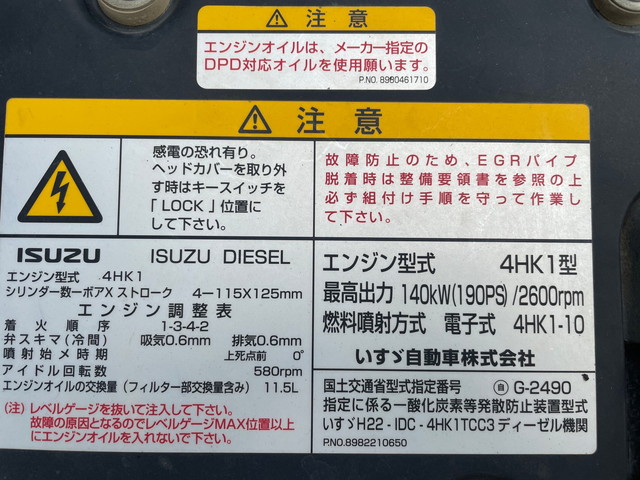 ⚠ 注意
エンジンオイルは、メーカー指定の
DPD対応オイルを使用願います。
P.NO. 8980461710
⚠ 注意
感電の恐れ有り。
ヘッドカバーを取り外
す時はキースイッチを
「LOCK」位置に
して下さい。
故障防止のため、EGRパイプ
脱着時は整備要領書を参照の上
必ず組付け手順を守って作業し
て下さい。
ISUZU ISUZU DIESEL
エンジン型式 4HK1
シリンダー数ーボアX ストローク 4ー115X125mm
エンジン調整表
着火順序 1-3-4-2
弁スキマ(冷間) 吸気0.6mm 排気0.6mm
噴射始メ時期 上死点前 0°
アイドル回転数 580rpm
エンジンオイルの交換量(フィルター部交換量含み) 11.5L
(注)レベルゲージを抜いて注入して下さい。
故障の原因となるのでレベルゲージMAX位置以上
にエンジンオイルを入れないで下さい。
エンジン型式 4HK1型
最高出力 140kW(190PS)/2600rpm
燃料噴射方式 電子式 4HK1-10
いすゞ自動車株式会社
国土交通省型式指定番号 ㊀G-2490
指定に係る一酸化炭素等発散防止装置型式
いすゞH22-IDC-4HK1TCC3ディーゼル機関
P.NO. 8982210650